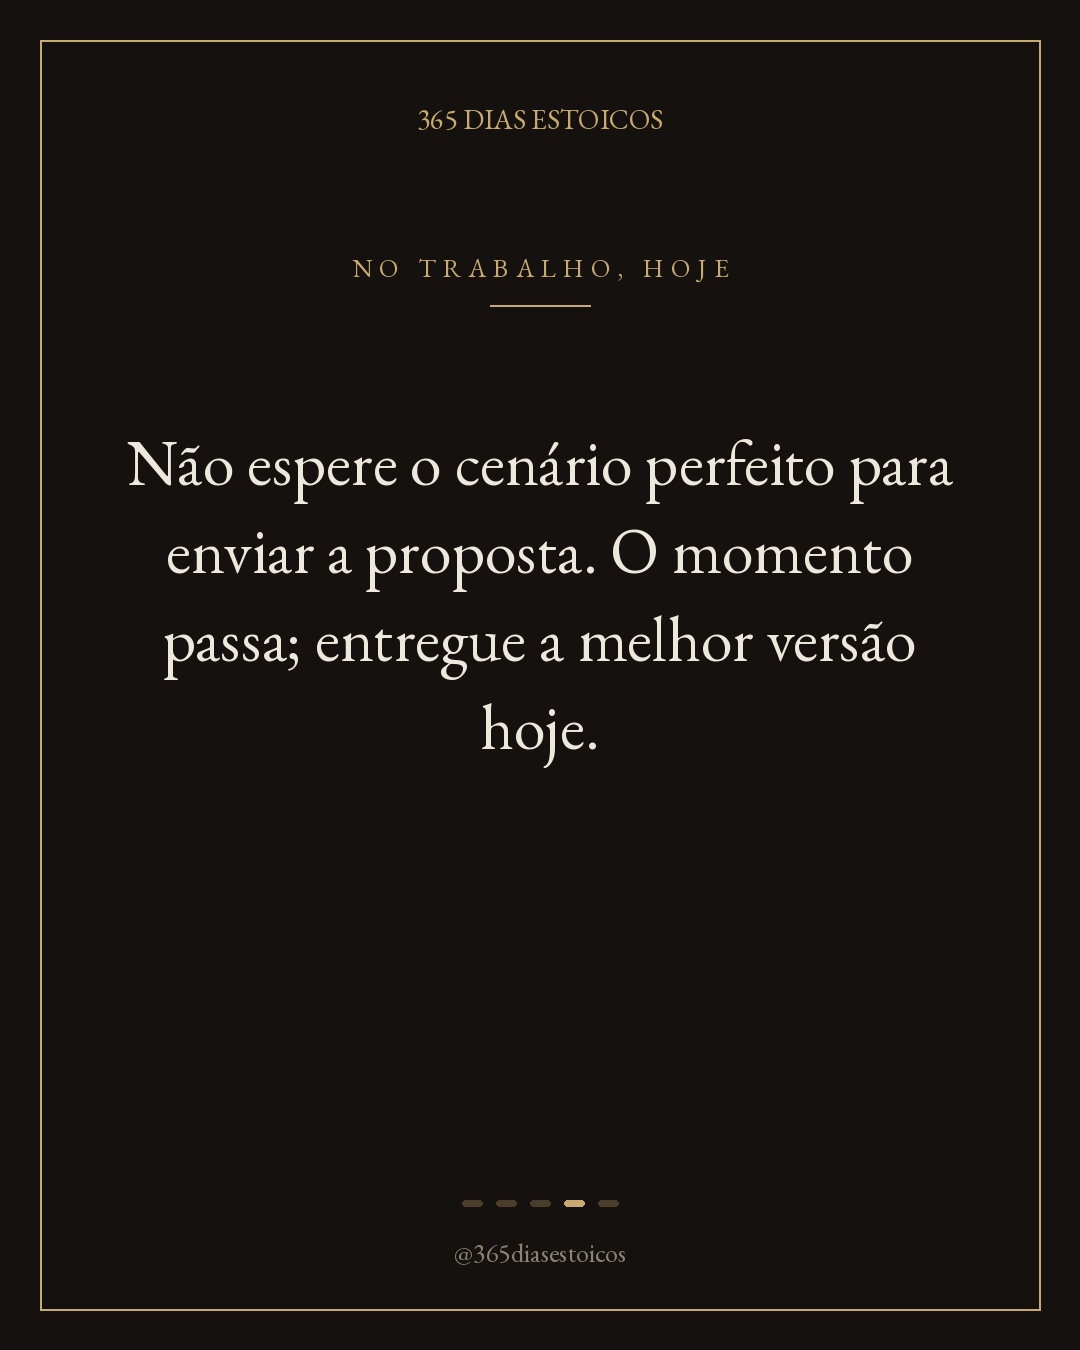 365 DIAS ESTOICOS
NO TRABALHO, HOJE
Não espere o cenário perfeito para
enviar a proposta. O momento
passa; entregue a melhor versão
hoje.
@365diasestoicos